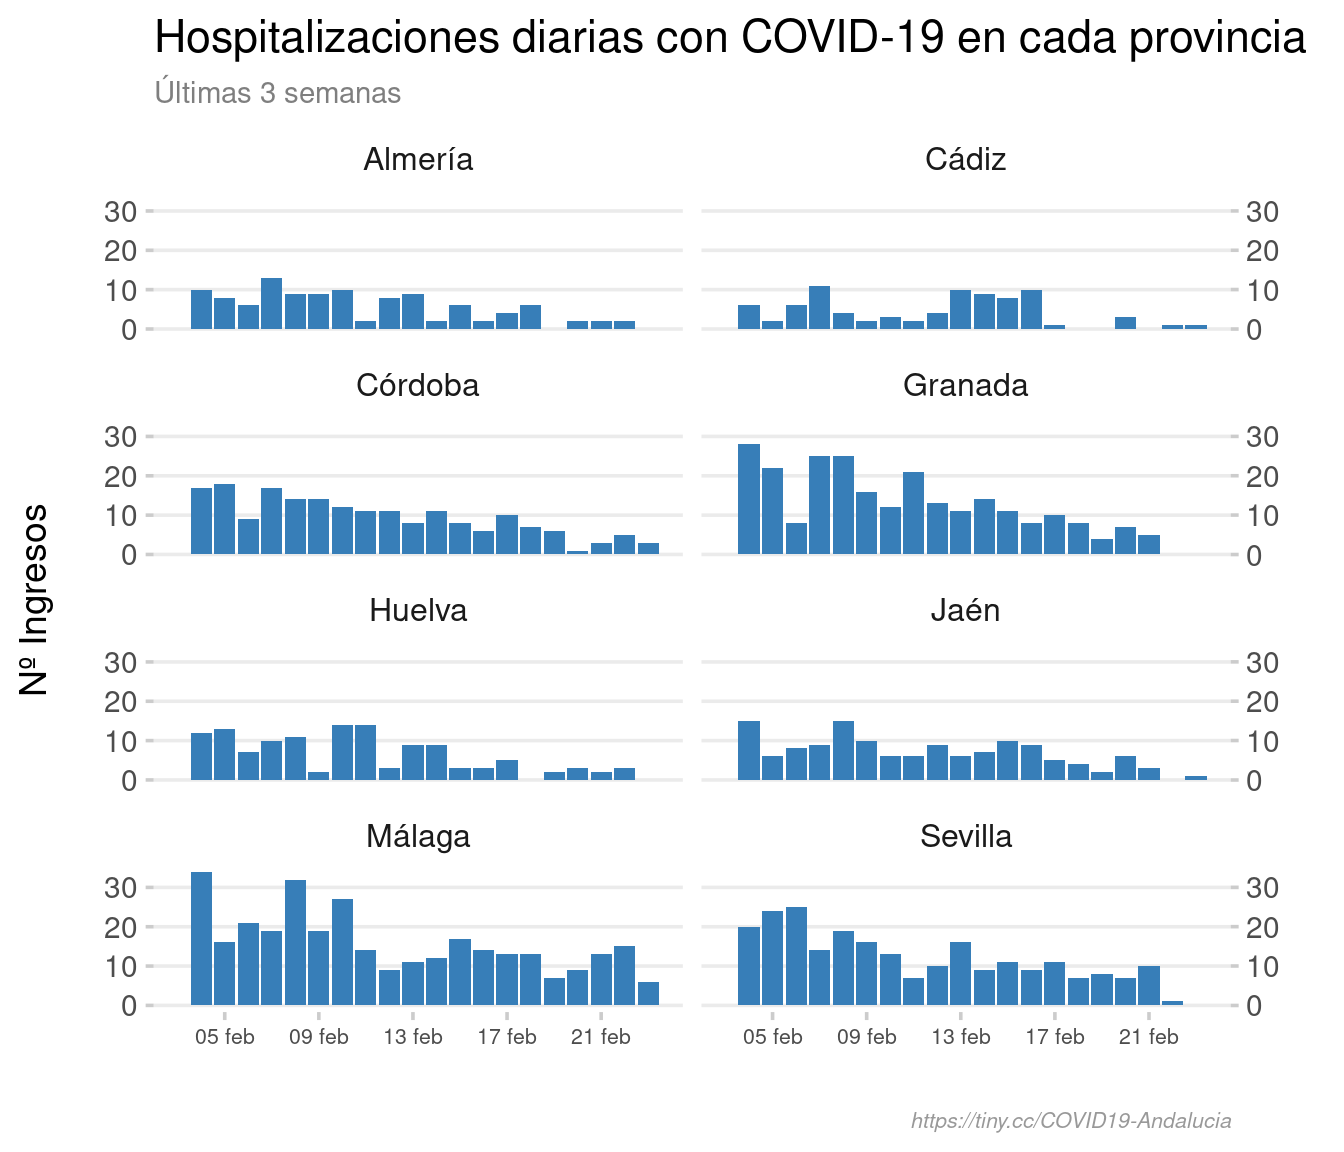 Hospitalizaciones diarias con COVID-19 en cada provincia
Últimas 3 semanas
Nº Ingresos
Almería
Cádiz
30
20
10
0
30
20
10
0
Córdoba
Granada
30
20
10
0
30
20
10
0
Huelva
Jaén
30
20
10
0
30
20
10
0
Málaga
Sevilla
30
20
10
0
30
20
10
0
05 feb 09 feb 13 feb 17 feb 21 feb
05 feb 09 feb 13 feb 17 feb 21 feb
https://tiny.cc/COVID19-Andalucia